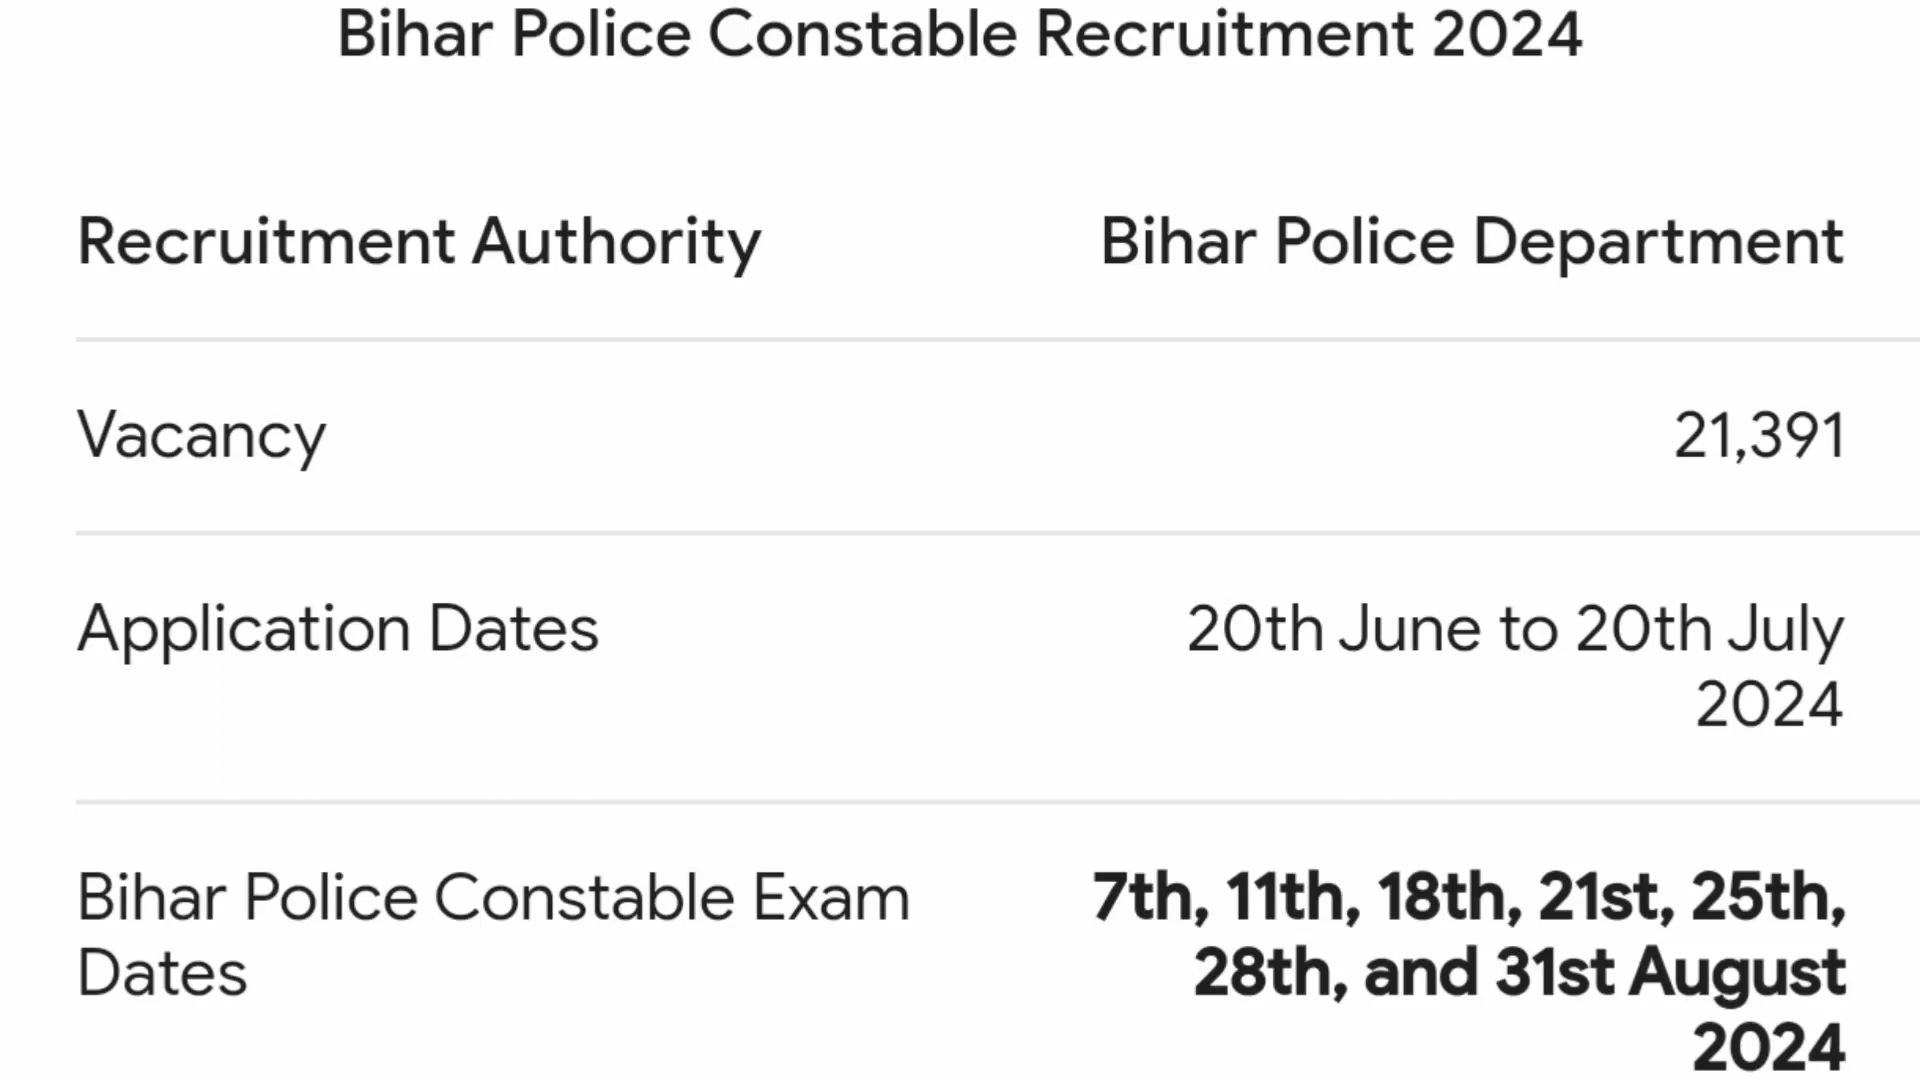 Bihar Police Constable Recruitment 2024
Recruitment Authority Bihar Police Department
Vacancy 21,391
Application Dates 20th June to 20th July
2024
Bihar Police Constable Exam 7th, 11th, 18th, 21st, 25th,
Dates 28th, and 31st August
2024